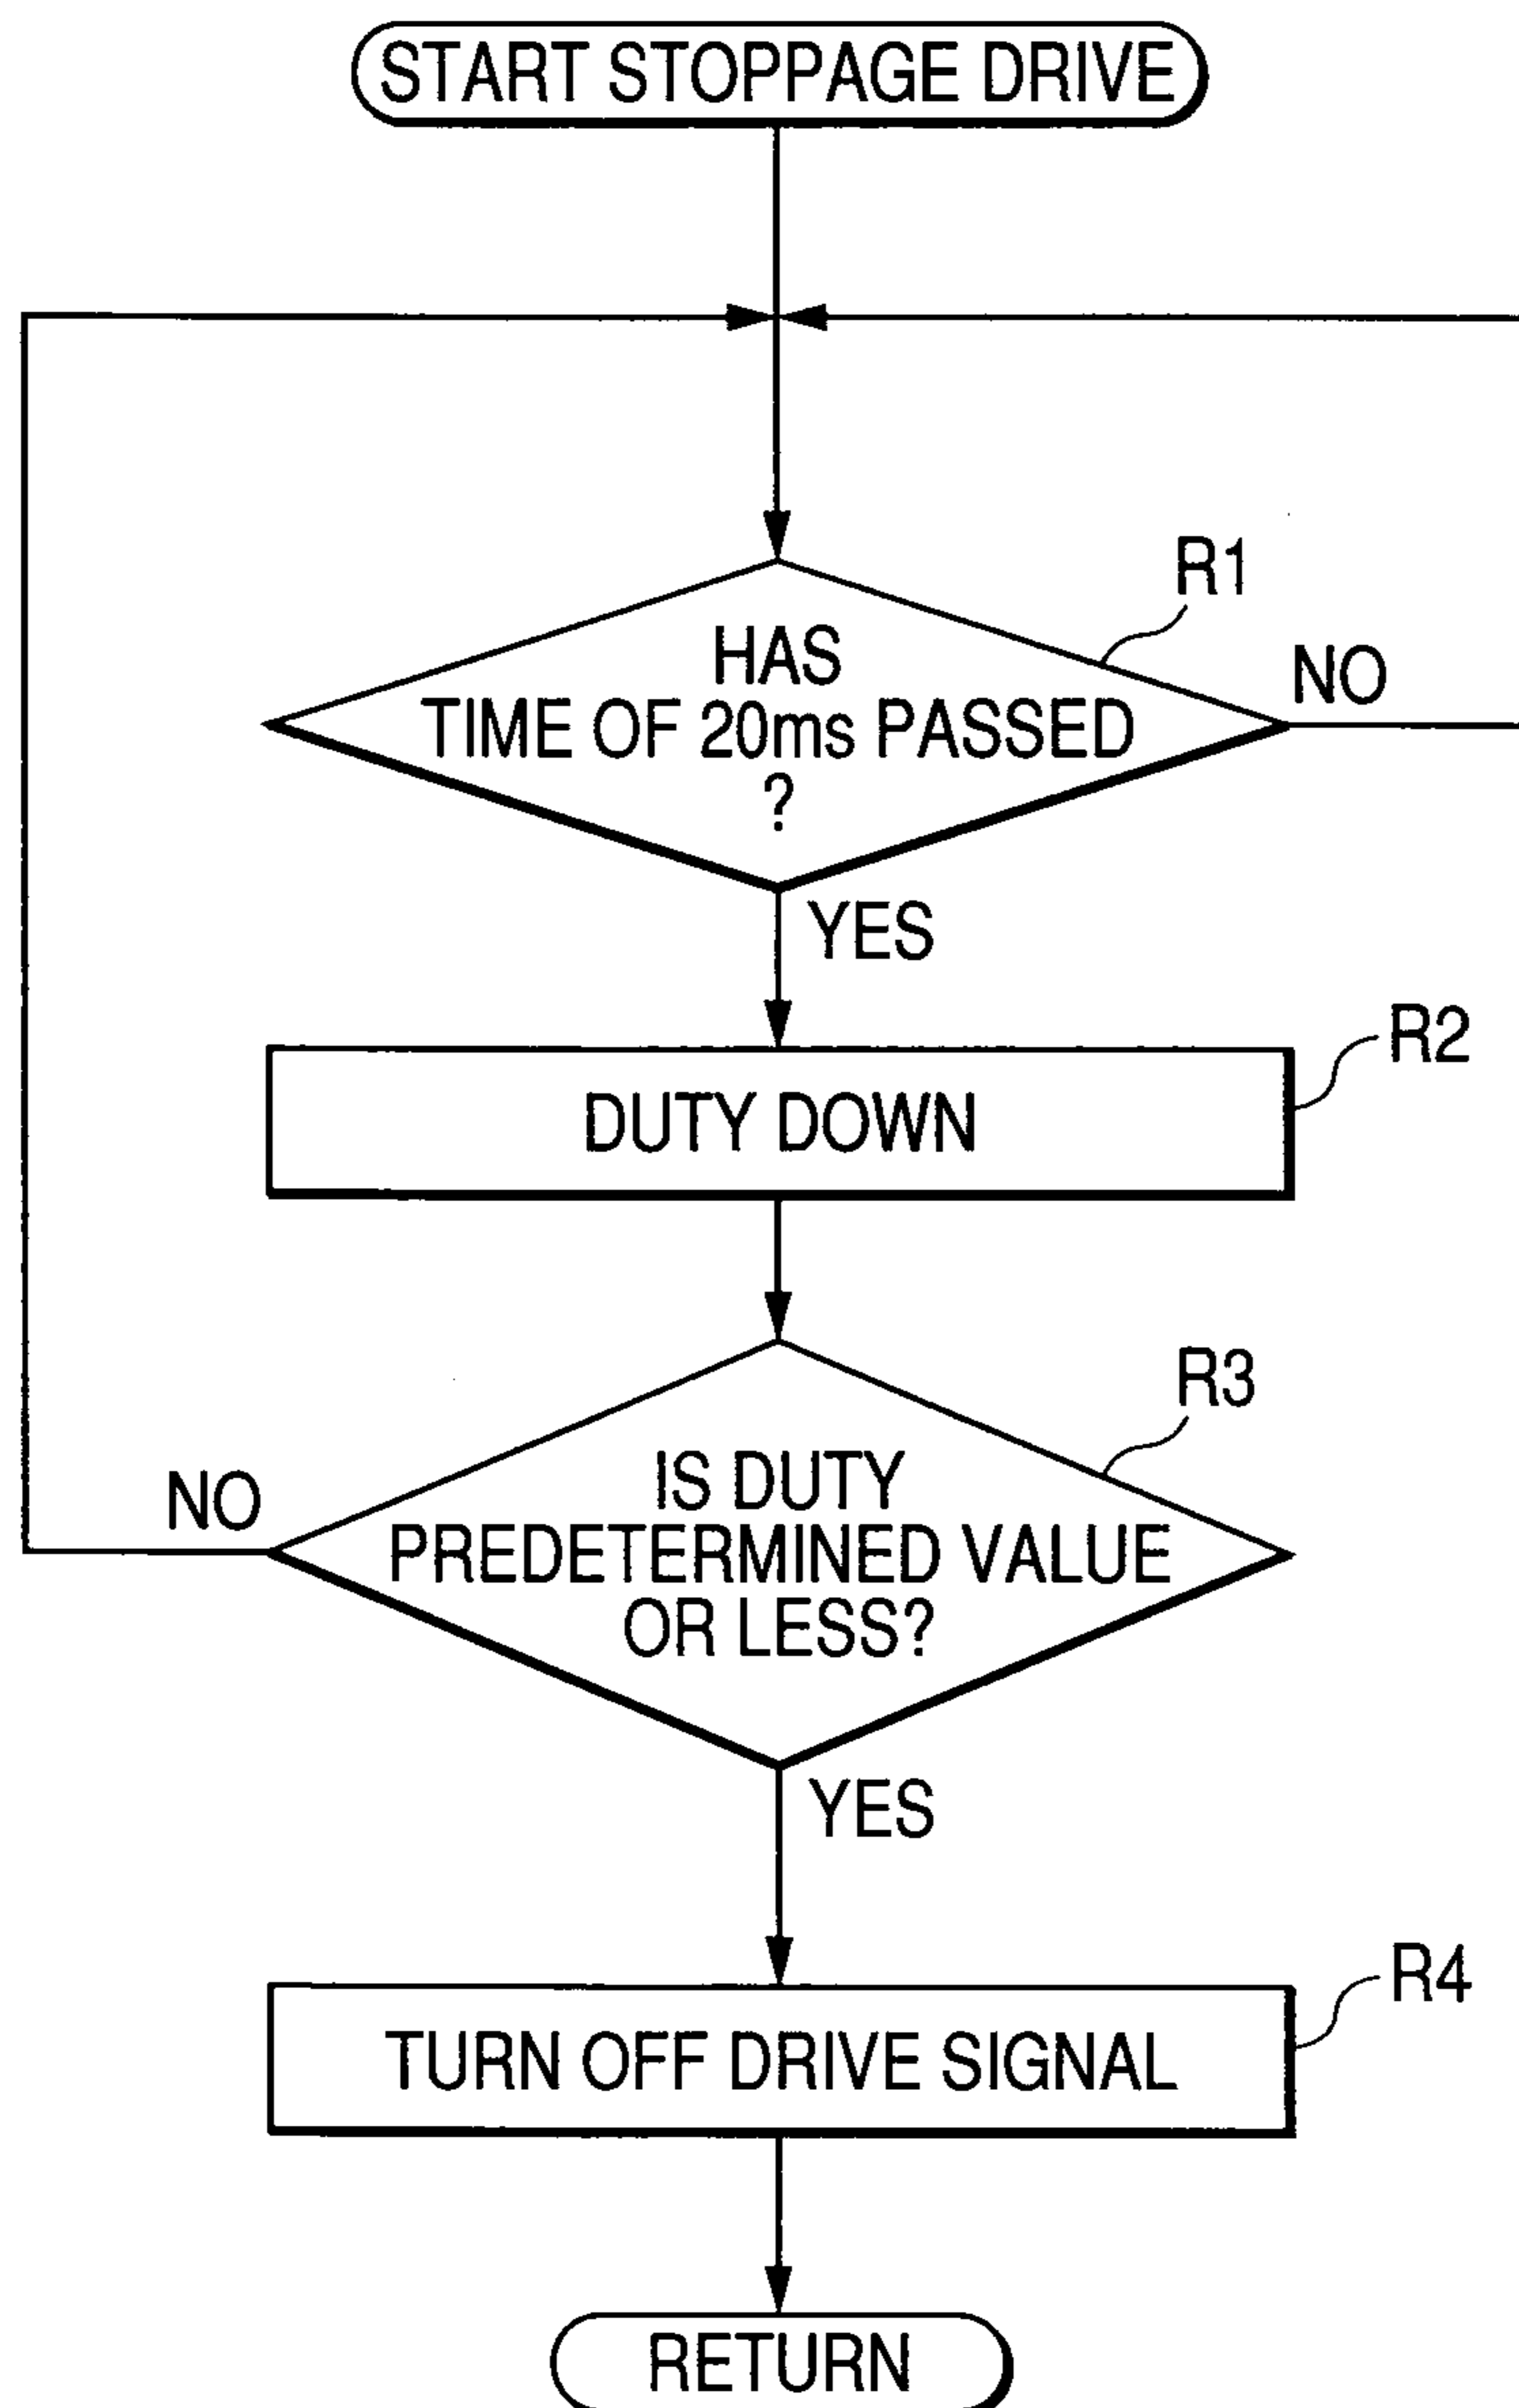 START STOPPAGE DRIVE
R1
HAS
TIME OF 20ms PASSED
?
NO
YES
R2
DUTY DOWN
R3
IS DUTY
PREDETERMINED VALUE
OR LESS?
NO
YES
R4
TURN OFF DRIVE SIGNAL
RETURN